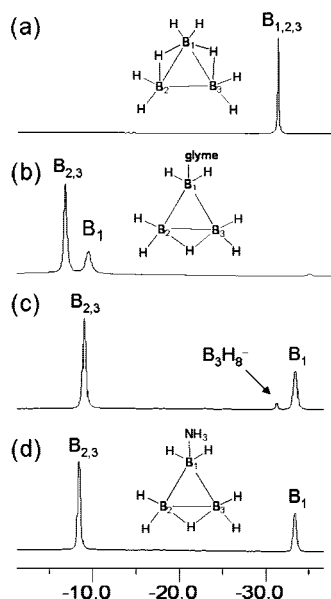 (a)
H H
B1
H H
H H
B2 B3
H H
B1,2,3
(b)
B2,3
B1
glyme
H H
B1
H H
B2 B3
H H H
(c)
B2,3
B3H8⁻
B1
(d)
B2,3
NH3
H H
B1
H H
B2 B3
H H H
B1
-10.0 -20.0 -30.0